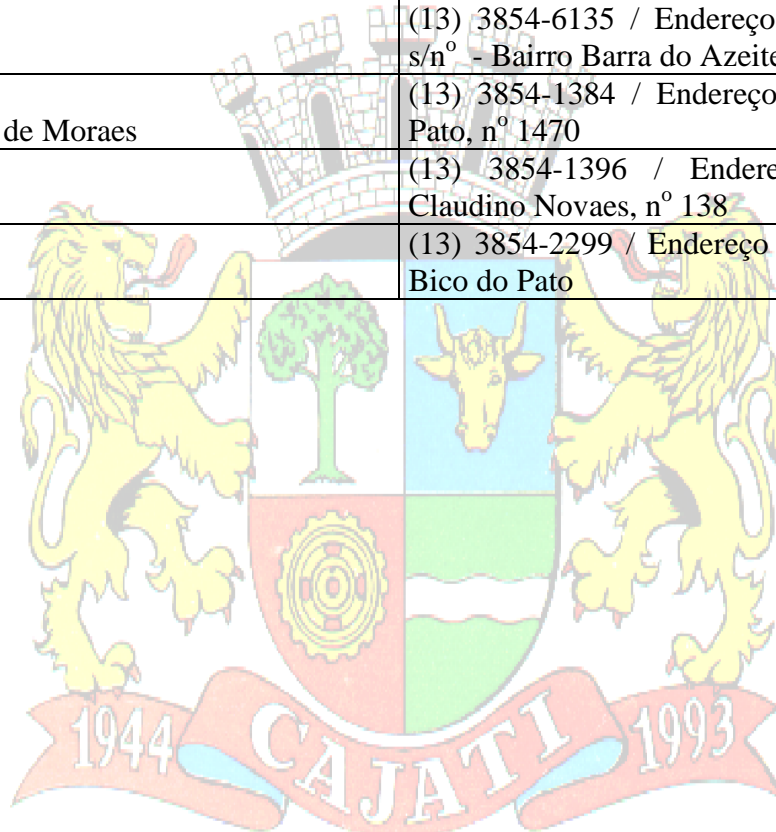 (13) 3854-6135 / Endereço
s/nº - Bairro Barra do Azeite
de Moraes
(13) 3854-1384 / Endereço
Pato, nº 1470
(13) 3854-1396 / Endere
Claudino Novaes, nº 138
(13) 3854-2299 / Endereço
Bico do Pato
1944
CAJATI
1993